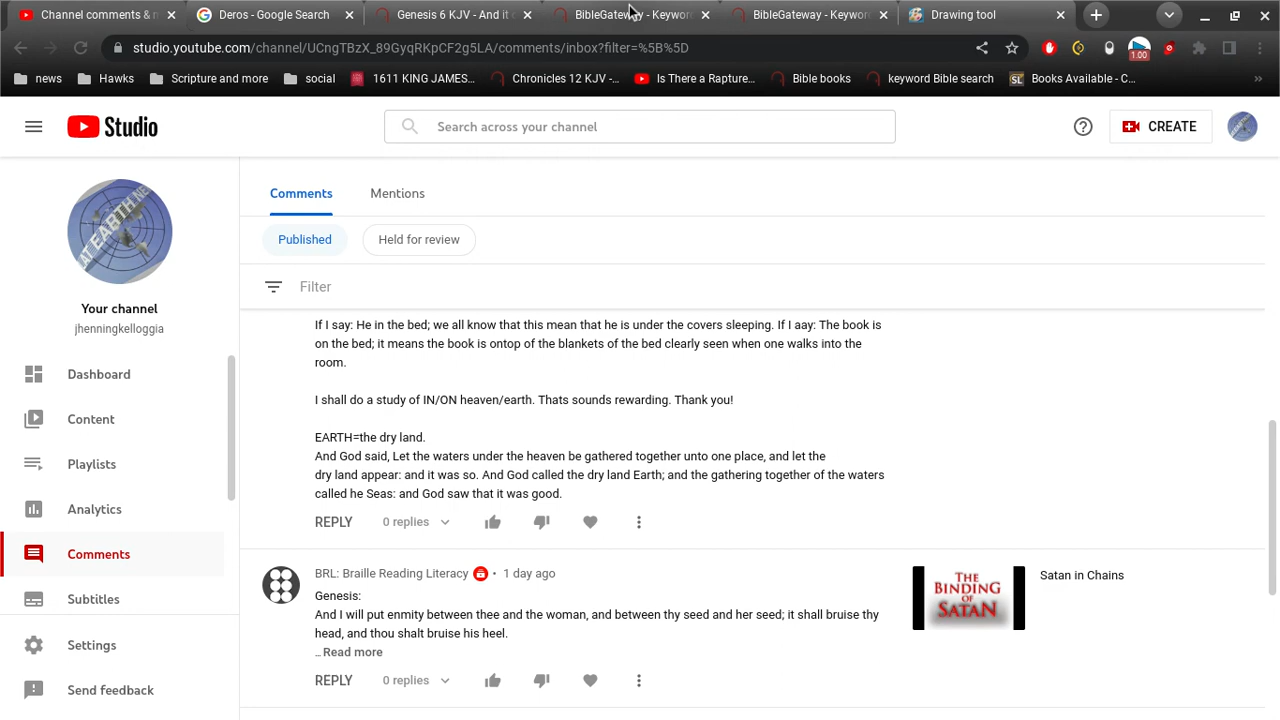 Channel comments & n
Deros - Google Search
Genesis 6 KJV - And it c
BibleGateway - Keyword
BibleGateway - Keyword
Drawing tool
studio.youtube.com/channel/UCngTBzX_89GyqRKpCF2g5LA/comments/inbox?filter=%5B%5D
1.00
news
Hawks
Scripture and more
social
1611 KING JAMES...
Chronicles 12 KJV -...
Is There a Rapture...
Bible books
keyword Bible search
Books Available - C...
Studio
Search across your channel
CREATE
AT EARTH.NE
Your channel
jhenningkelloggia
Dashboard
Content
Playlists
Analytics
Comments
Subtitles
Settings
Send feedback
Comments
Mentions
Published
Held for review
Filter
If I say: He in the bed; we all know that this mean that he is under the covers sleeping. If I aay: The book is
on the bed; it means the book is ontop of the blankets of the bed clearly seen when one walks into the
room.
I shall do a study of IN/ON heaven/earth. Thats sounds rewarding. Thank you!
EARTH=the dry land.
And God said, Let the waters under the heaven be gathered together unto one place, and let the
dry land appear: and it was so. And God called the dry land Earth; and the gathering together of the waters
called he Seas: and God saw that it was good.
REPLY
0 replies
BRL: Braille Reading Literacy • 1 day ago
Genesis:
And I will put enmity between thee and the woman, and between thy seed and her seed; it shall bruise thy
head, and thou shalt bruise his heel.
...Read more
REPLY
0 replies
THE
BINDING
OF
SATAN
Satan in Chains